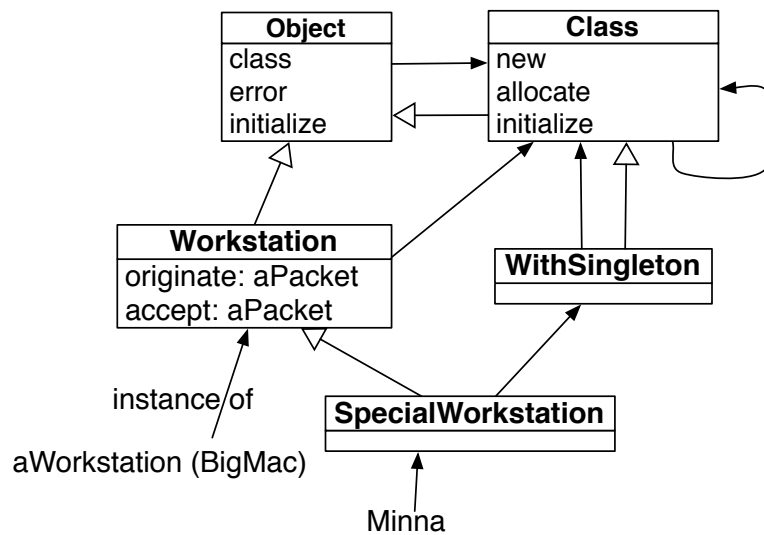 Object
class
error
initialize
Class
new
allocate
initialize
Workstation
originate: aPacket
accept: aPacket
WithSingleton
instance of
SpecialWorkstation
aWorkstation (BigMac)
Minna